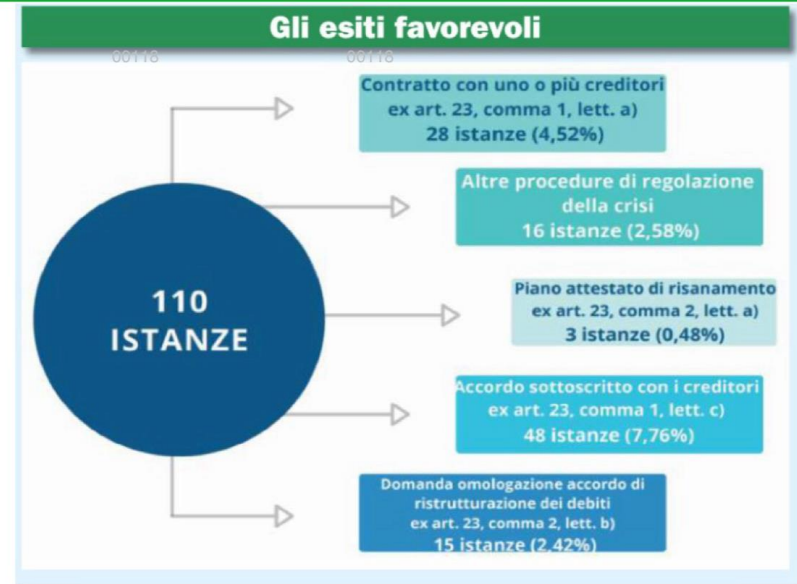 Gli esiti favorevoli
00118 00118
Contratto con uno o più creditori
ex art. 23, comma 1, lett. a)
28 istanze (4,52%)
Altre procedure di regolazione
della crisi
16 istanze (2,58%)
110
ISTANZE
Piano attestato di risanamento
ex art. 23, comma 2, lett. a)
3 istanze (0,48%)
Accordo sottoscritto con i creditori
ex art. 23, comma 1, lett. c)
48 istanze (7,76%)
Domanda omologazione accordo di
ristrutturazione dei debiti
ex art. 23, comma 2, lett. b)
15 istanze (2,42%)